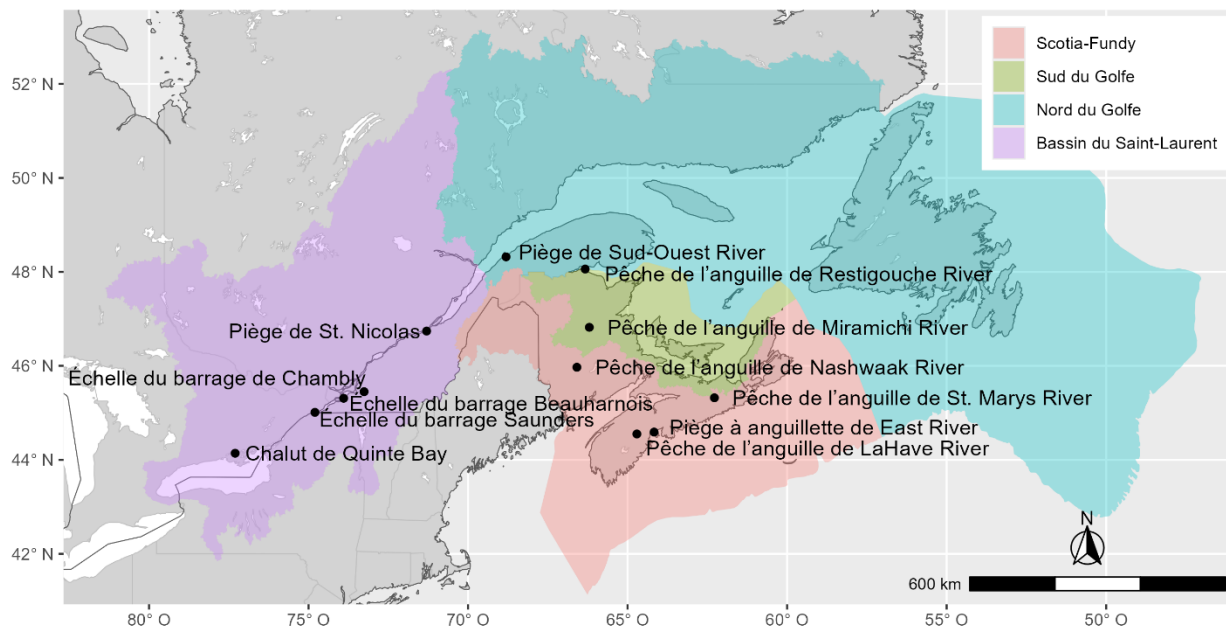 Scotia-Fundy
Sud du Golfe
Nord du Golfe
Bassin du Saint-Laurent
52° N
50° N
48° N
46° N
44° N
42° N
Piège de Sud-Ouest River
Pêche de l’anguille de Restigouche River
Piège de St. Nicolas
Pêche de l’anguille de Miramichi River
Pêche de l’anguille de Nashwaak River
Échelle du barrage de Chambly
Échelle du barrage Beauharnois
Pêche de l’anguille de St. Marys River
Échelle du barrage Saunders
Piège à anguillette de East River
Pêche de l’anguille de LaHave River
Chalut de Quinte Bay
N
600 km
80° O
75° O
70° O
65° O
60° O
55° O
50° O